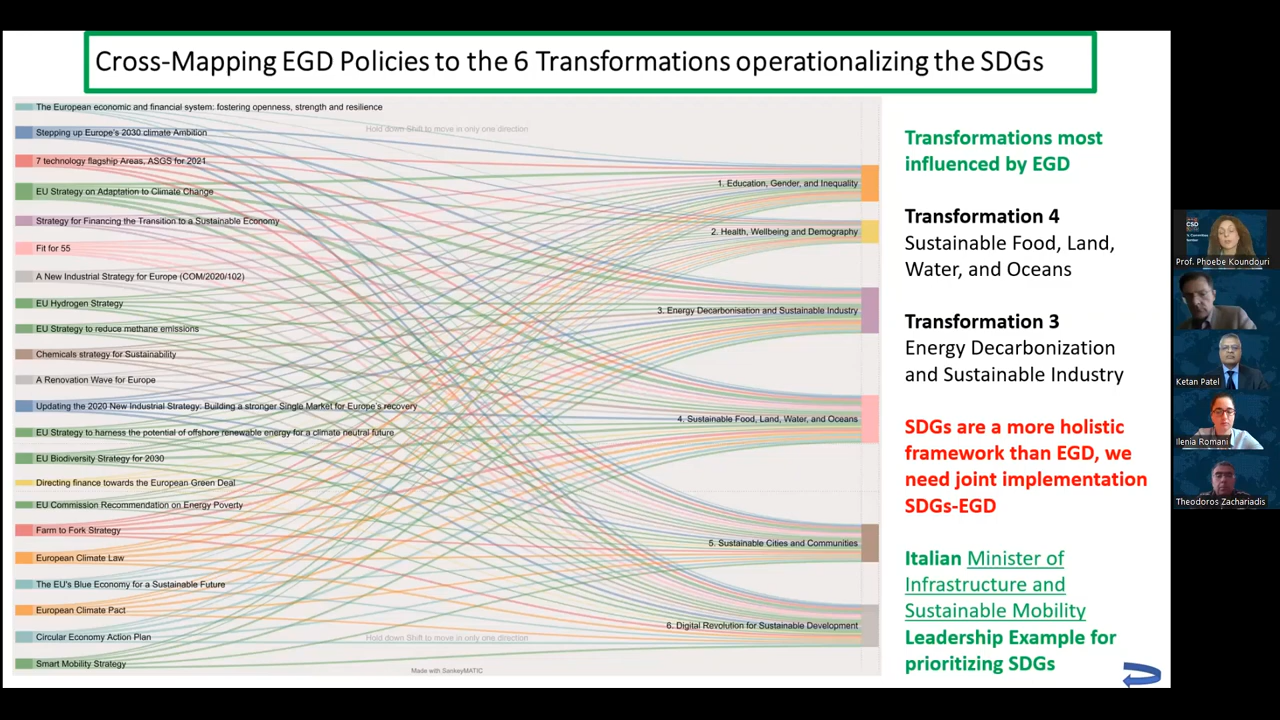 Cross-Mapping EGD Policies to the 6 Transformations operationalizing the SDGs
The European economic and financial system: fostering openness, strength and resilience
Hold down Shift to move in only one direction
Stepping up Europe's 2030 climate Ambition
7 technology flagship Areas, ASGS for 2021
EU Strategy on Adaptation to Climate Change
Strategy for Financing the Transition to a Sustainable Economy
Fit for 55
A New Industrial Strategy for Europe (COM/2020/102)
EU Hydrogen Strategy
EU Strategy to reduce methane emissions
Chemicals strategy for Sustainability
A Renovation Wave for Europe
Updating the 2020 New Industrial Strategy: Building a stronger Single Market for Europe's recovery
EU Strategy to harness the potential of offshore renewable energy for a climate neutral future
EU Biodiversity Strategy for 2030
Directing finance towards the European Green Deal
EU Commission Recommendation on Energy Poverty
Farm to Fork Strategy
European Climate Law
The EU's Blue Economy for a Sustainable Future
European Climate Pact
Circular Economy Action Plan
Hold down Shift to move in only one direction
Smart Mobility Strategy
Made with SankeyMATIC
1. Education, Gender, and Inequality
2. Health, Wellbeing and Demography
3. Energy Decarbonisation and Sustainable Industry
4. Sustainable Food, Land, Water, and Oceans
5. Sustainable Cities and Communities
6. Digital Revolution for Sustainable Development
Transformations most
influenced by EGD
Transformation 4
Sustainable Food, Land,
Water, and Oceans
Transformation 3
Energy Decarbonization
and Sustainable Industry
SDGs are a more holistic
framework than EGD, we
need joint implementation
SDGs-EGD
Italian Minister of
Infrastructure and
Sustainable Mobility
Leadership Example for
prioritizing SDGs
CSD
Prof. Phoebe Koundouri
Ketan Patel
Ilenia Romani
Theodoros Zachariadis